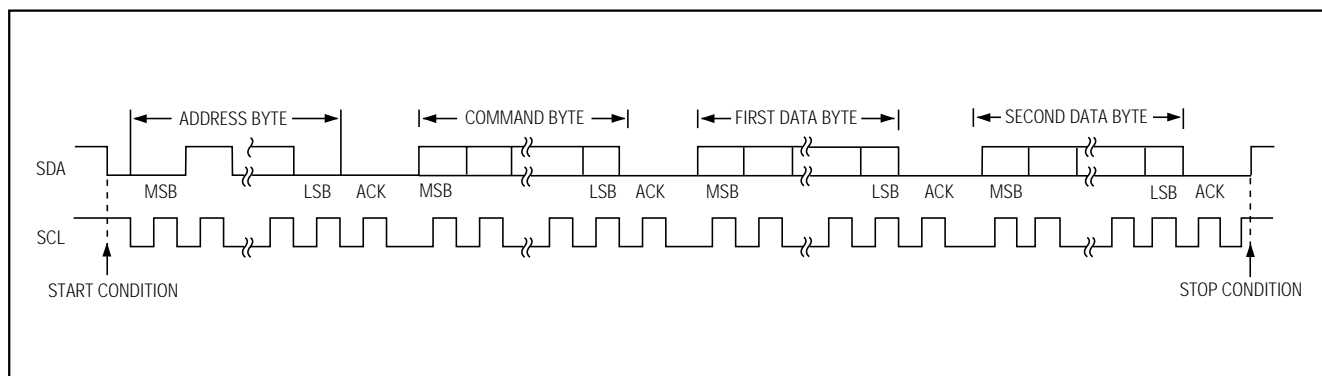 ADDRESS BYTE COMMAND BYTE FIRST DATA BYTE SECOND DATA BYTE
SDA
MSB LSB ACK MSB LSB ACK MSB LSB ACK MSB LSB ACK
SCL
START CONDITION STOP CONDITION